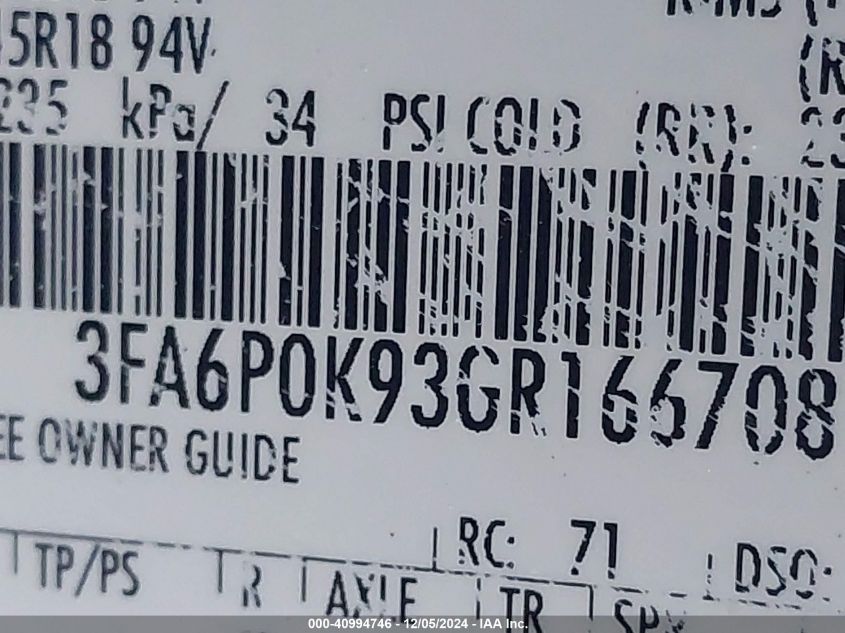 5R18 94V
235 kPa/ 34 PSI COLD (RR): 23
3FA6P0K93GR166708
EE OWNER GUIDE
RC: 71
DSO:
TP/PS R AXLE TR
000-40994746 - 12/05/2024 - IAA Inc.